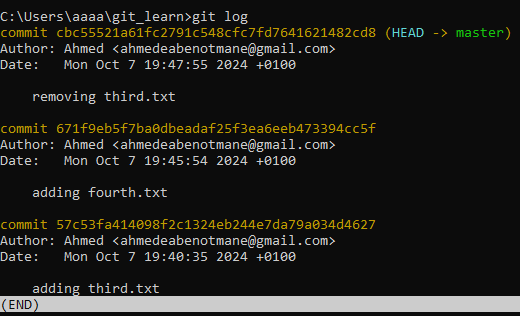 C:\Users\aaaa\git_learn>git log
commit cbc55521a61fc2791c548cfc7fd7641621482cd8 (HEAD -> master)
Author: Ahmed <ahmedeabenotmane@gmail.com>
Date:   Mon Oct 7 19:47:55 2024 +0100
    removing third.txt
commit 671f9eb5f7ba0dbeadaf25f3ea6eeb473394cc5f
Author: Ahmed <ahmedeabenotmane@gmail.com>
Date:   Mon Oct 7 19:45:54 2024 +0100
    adding fourth.txt
commit 57c53fa414098f2c1324eb244e7da79a034d4627
Author: Ahmed <ahmedeabenotmane@gmail.com>
Date:   Mon Oct 7 19:40:35 2024 +0100
    adding third.txt
(END)